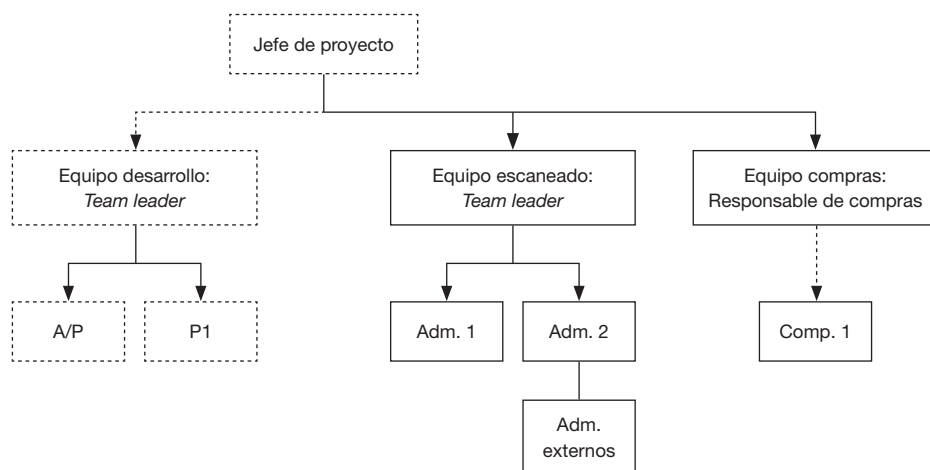 Jefe de proyecto
Equipo desarrollo:
Team leader
Equipo escaneado:
Team leader
Equipo compras:
Responsable de compras
A/P
P1
Adm. 1
Adm. 2
Comp. 1
Adm.
externos